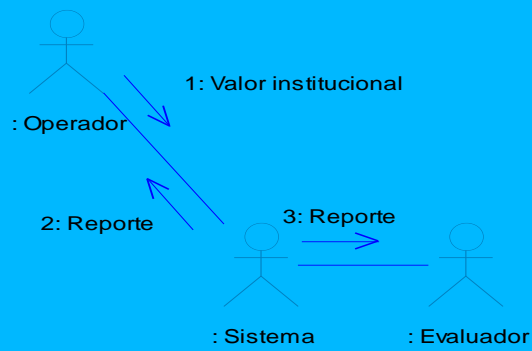 1: Valor institucional
: Operador
2: Reporte
3: Reporte
: Sistema
: Evaluador